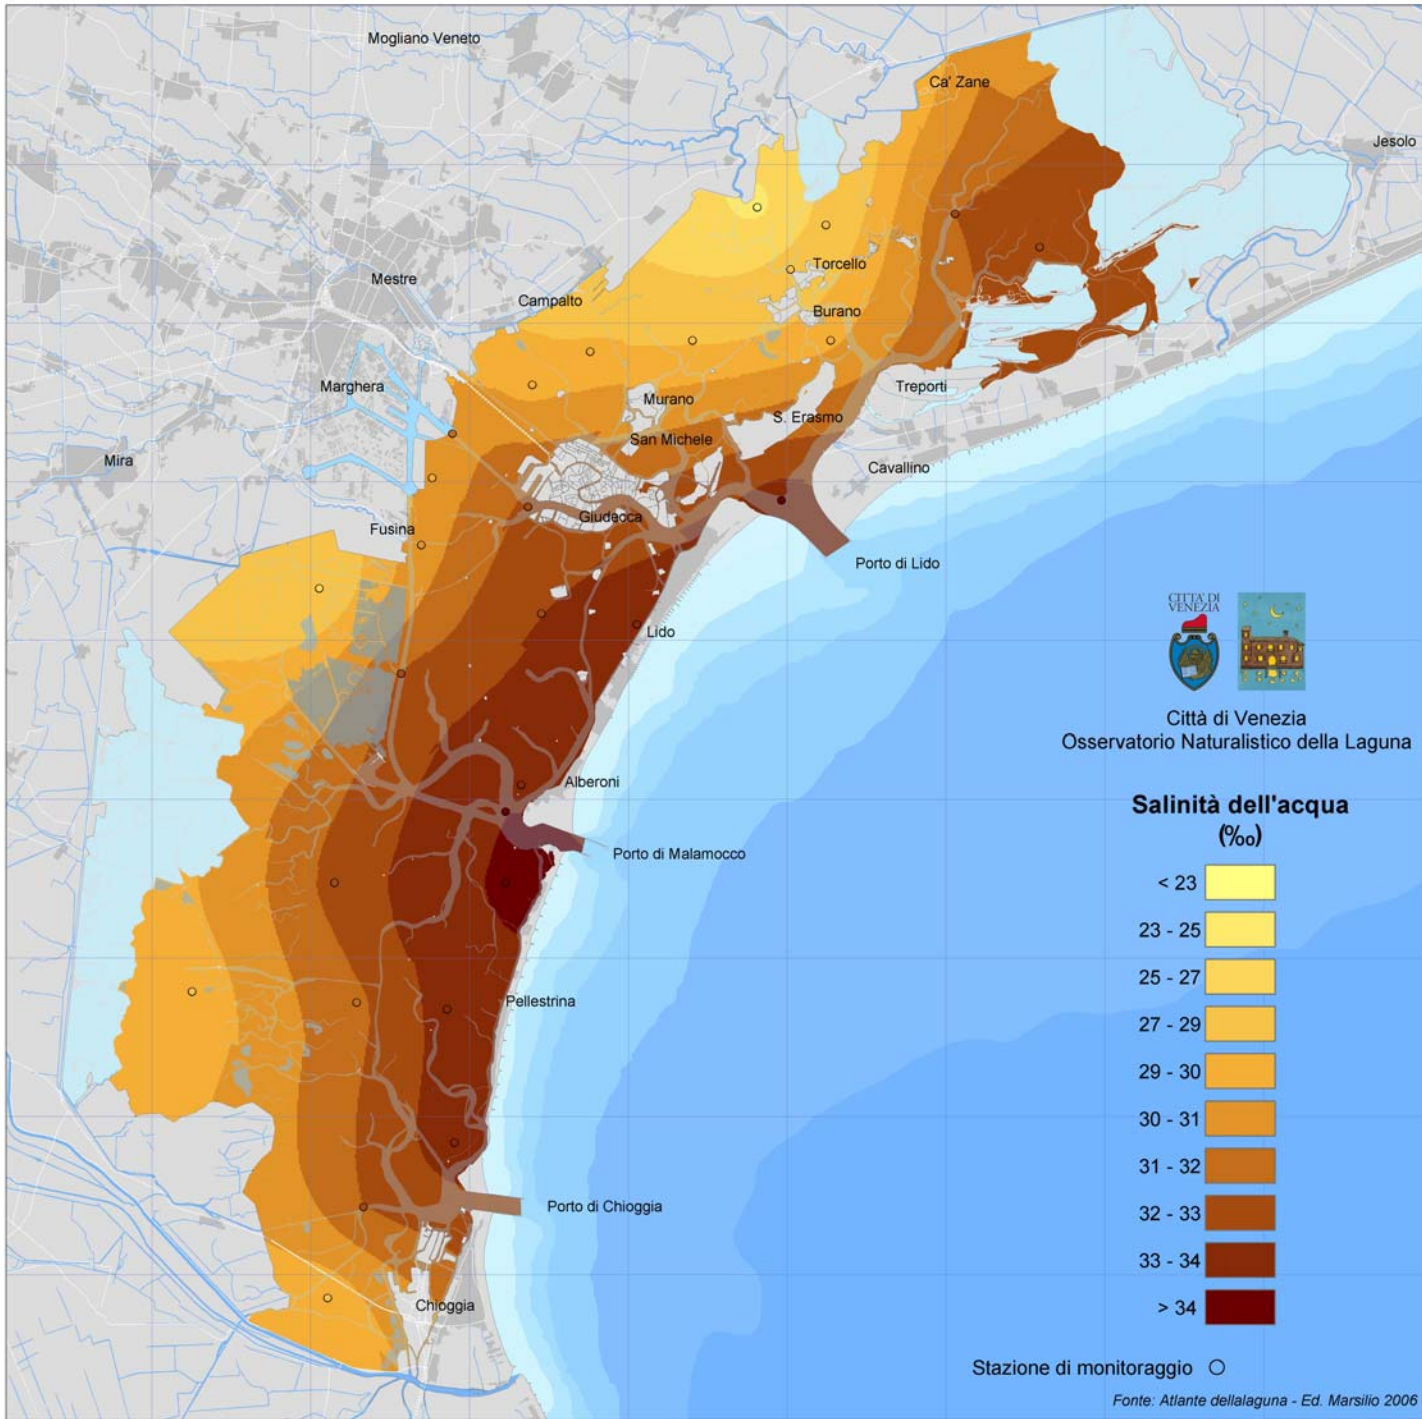 Mogliano Veneto
Ca' Zane
Jesolo
Torcello
Mestre
Campalto
Burano
Marghera
Treporti
Murano
S. Erasmo
San Michele
Mira
Cavallino
Giudecca
Fusina
Porto di Lido
CITTA' DI
VENEZIA
Lido
Città di Venezia
Osservatorio Naturalistico della Laguna
Alberoni
Porto di Malamocco
Pellestrina
Porto di Chioggia
Chioggia
Salinità dell'acqua
(‰)
< 23
23 - 25
25 - 27
27 - 29
29 - 30
30 - 31
31 - 32
32 - 33
33 - 34
> 34
Stazione di monitoraggio
Fonte: Atlante dellalaguna - Ed. Marsilio 2006